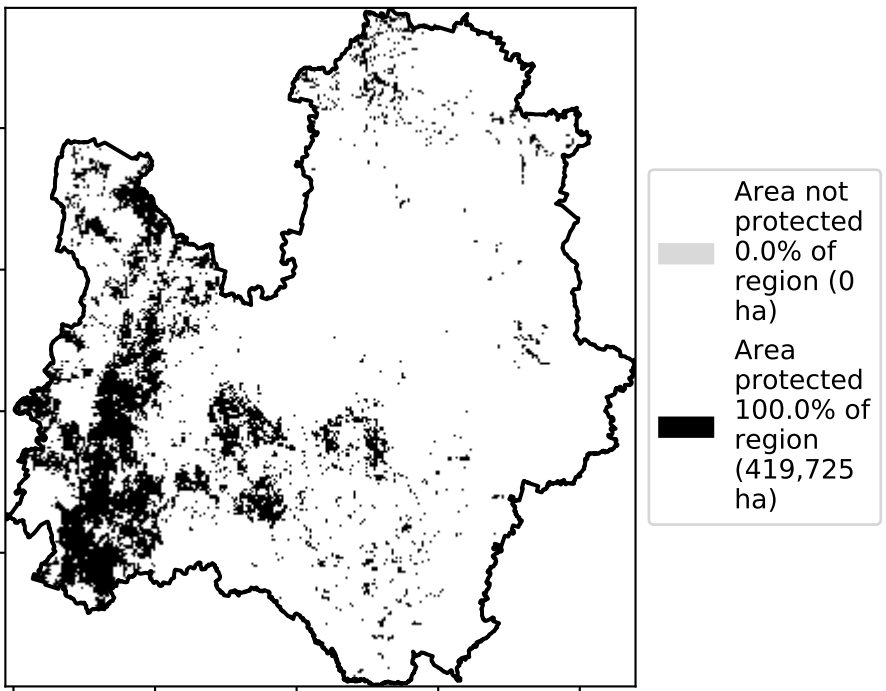 Area not
protected
0.0% of
region (0
ha)
Area
protected
100.0% of
region
(419,725
ha)